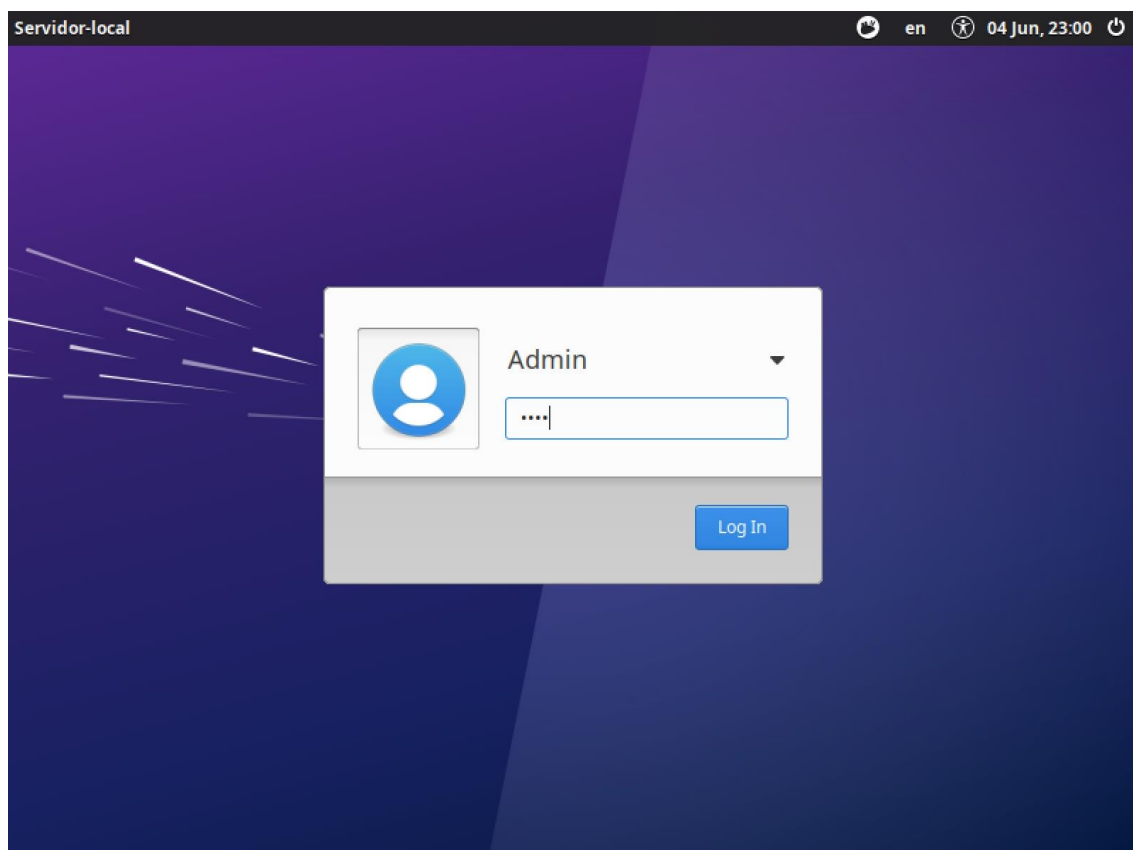 Servidor-local en 04 Jun, 23:00
Admin
••••
Log In